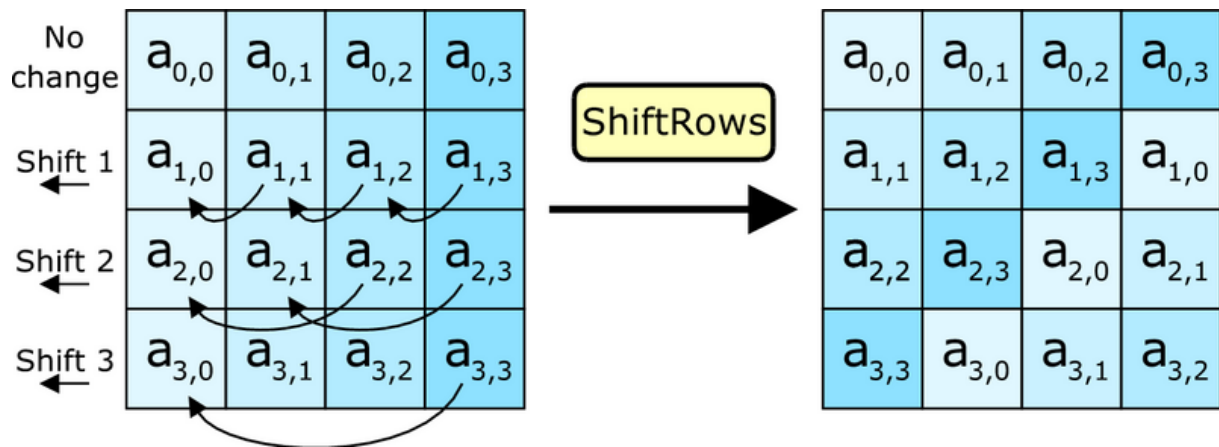 No
change
a0,0 a0,1 a0,2 a0,3
Shift 1
a1,0 a1,1 a1,2 a1,3
Shift 2
a2,0 a2,1 a2,2 a2,3
Shift 3
a3,0 a3,1 a3,2 a3,3
ShiftRows
a0,0 a0,1 a0,2 a0,3
a1,1 a1,2 a1,3 a1,0
a2,2 a2,3 a2,0 a2,1
a3,3 a3,0 a3,1 a3,2